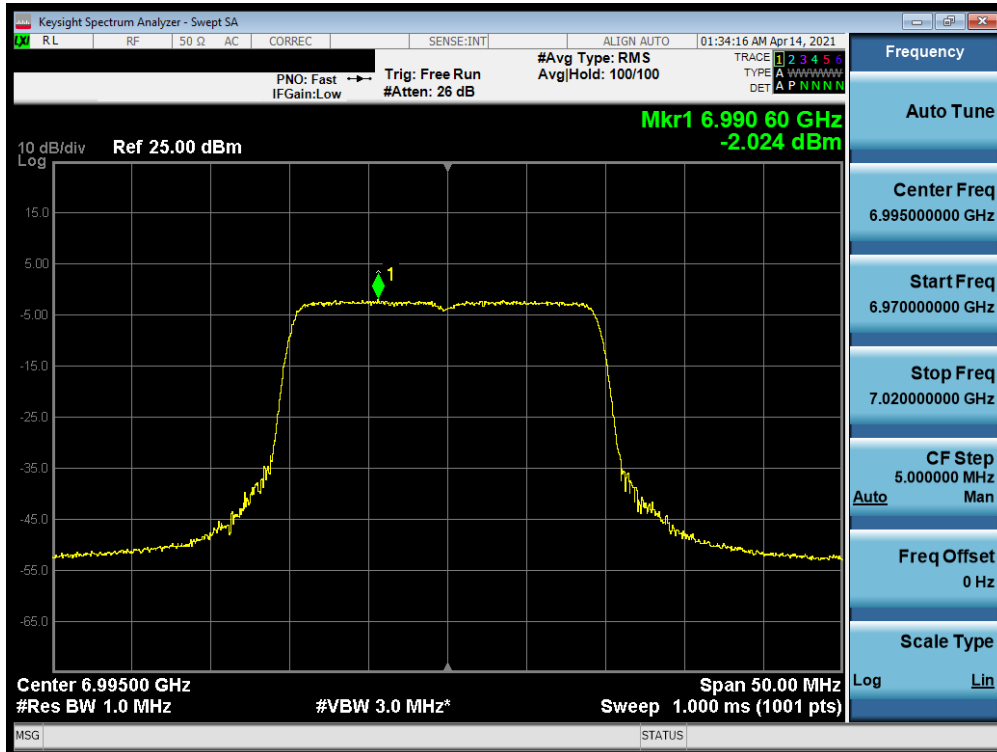 Keysight Spectrum Analyzer - Swept SA
LXI RL RF 50 Ω AC CORREC SENSE:INT ALIGN AUTO 01:34:16 AM Apr 14, 2021
PNO: Fast
IFGain:Low
Trig: Free Run
#Atten: 26 dB
#Avg Type: RMS
Avg|Hold: 100/100
TRACE 1 2 3 4 5 6
TYPE A WWWWW
DET A P N N N N
Mkr1 6.990 60 GHz
-2.024 dBm
10 dB/div
Log
Ref 25.00 dBm
15.0
5.00
-5.00
-15.0
-25.0
-35.0
-45.0
-55.0
-65.0
1
Center 6.99500 GHz
#Res BW 1.0 MHz
#VBW 3.0 MHz*
Span 50.00 MHz
Sweep 1.000 ms (1001 pts)
MSG
STATUS
Frequency
Auto Tune
Center Freq
6.995000000 GHz
Start Freq
6.970000000 GHz
Stop Freq
7.020000000 GHz
CF Step
5.000000 MHz
Auto Man
Freq Offset
0 Hz
Scale Type
Log Lin